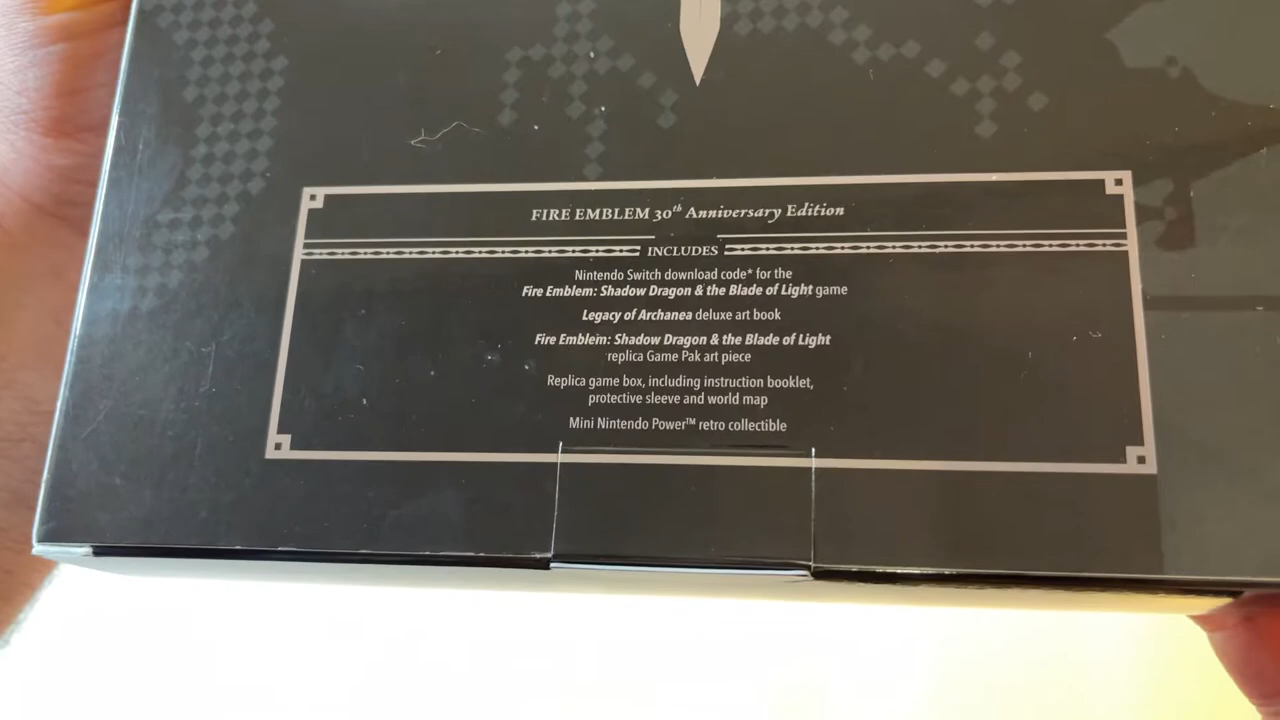 FIRE EMBLEM 30th Anniversary Edition
INCLUDES
Nintendo Switch download code* for the
Fire Emblem: Shadow Dragon & the Blade of Light game
Legacy of Archanea deluxe art book
Fire Emblem: Shadow Dragon & the Blade of Light
replica Game Pak art piece
Replica game box, including instruction booklet,
protective sleeve and world map
Mini Nintendo Power™ retro collectible